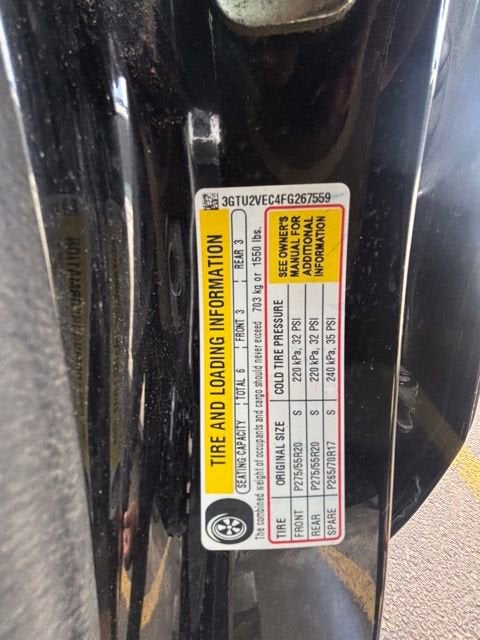 3GTU2VEC4FG267559
TIRE AND LOADING INFORMATION
SEATING CAPACITY TOTAL 6 FRONT 3 REAR 3
The combined weight of occupants and cargo should never exceed 703 kg or 1550 lbs.
TIRE ORIGINAL SIZE COLD TIRE PRESSURE
FRONT P275/55R20 S 220 kPa, 32 PSI
REAR P275/55R20 S 220 kPa, 32 PSI
SPARE P265/70R17 S 240 kPa, 35 PSI
SEE OWNER'S
MANUAL FOR
ADDITIONAL
INFORMATION